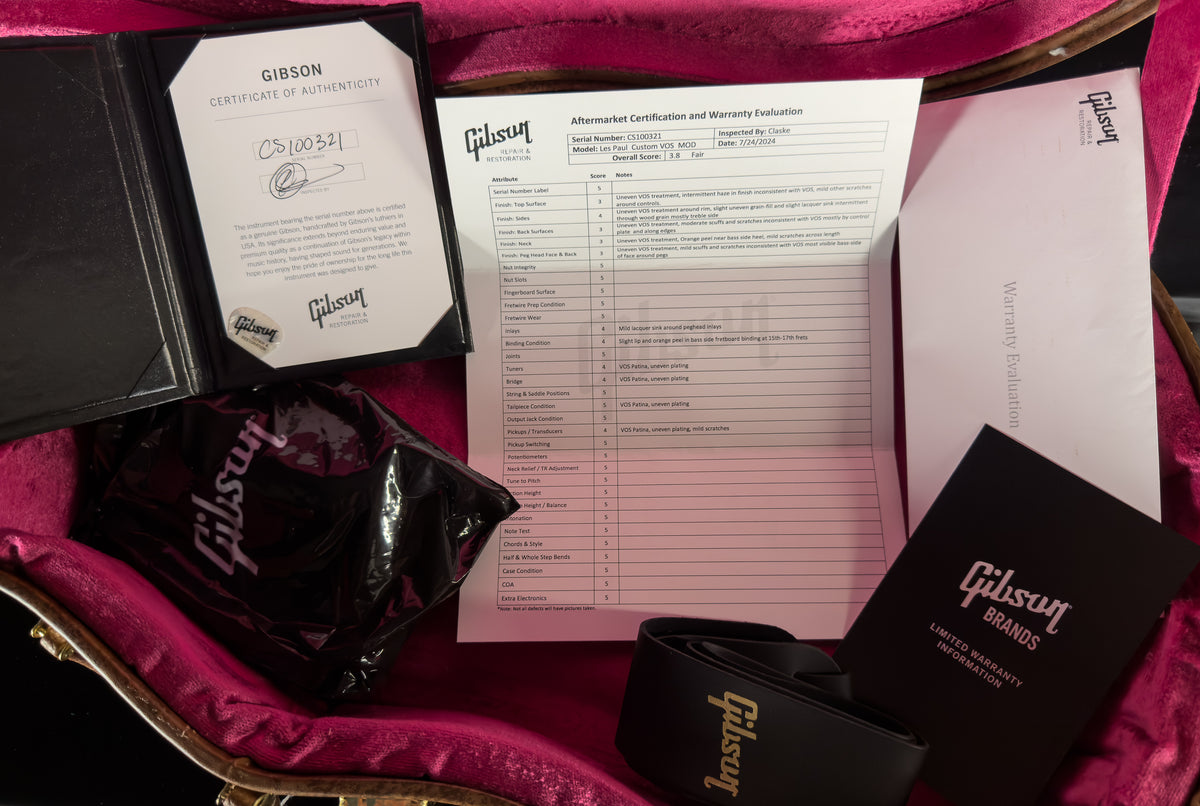 GIBSON
CERTIFICATE OF AUTHENTICITY
CS100321
SERIAL NUMBER
INSPECTED BY
The instrument bearing the serial number above is certified
as a genuine Gibson, handcrafted by Gibson's luthiers in
USA. Its significance extends beyond enduring value and
premium quality as a continuation of Gibson's legacy within
music history, having shaped sound for generations. We
hope you enjoy the pride of ownership for the long life this
instrument was designed to give.
Gibson
REPAIR &
RESTORATION
Gibson
REPAIR &
RESTORATION
Gibson
REPAIR &
RESTORATION
Aftermarket Certification and Warranty Evaluation
Serial Number: CS100321 Inspected By: Claske
Model: Les Paul Custom VOS MOD Date: 7/24/2024
Overall Score: 3.8 Fair
Attribute Score Notes
Serial Number Label 5
Finish: Top Surface 3 Uneven VOS treatment, intermittent haze in finish inconsistent with VOS, mild other scratches
around controls.
Finish: Sides 4 Uneven VOS treatment around rim, slight uneven grain-fill and slight lacquer sink intermittent
through wood grain mostly treble side
Finish: Back Surfaces 3 Uneven VOS treatment, moderate scuffs and scratches inconsistent with VOS mostly by control
plate and along edges
Finish: Neck 3 Uneven VOS treatment, Orange peel near bass side heel, mild scratches across length
Finish: Peg Head Face & Back 3 Uneven VOS treatment, mild scuffs and scratches inconsistent with VOS most visible bass-side
of face around pegs
Nut Integrity 5
Nut Slots 5
Fingerboard Surface 5
Fretwire Prep Condition 5
Fretwire Wear 5
Inlays 4 Mild lacquer sink around peghead inlays
Binding Condition 4 Slight lip and orange peel in bass side fretboard binding at 15th-17th frets
Joints 5
Tuners 4 VOS Patina, uneven plating
Bridge 4 VOS Patina, uneven plating
String & Saddle Positions 5
Tailpiece Condition 5 VOS Patina, uneven plating
Output Jack Condition 5
Pickups / Transducers 4 VOS Patina, uneven plating, mild scratches
Pickup Switching 5
Potentiometers 5
Neck Relief / TR Adjustment 5
Tune to Pitch 5
ction Height 5
Height / Balance 5
tonation 5
Note Text 5
Chords & Style 5
Half & Whole Step Bends 5
Case Condition 5
COA 5
Extra Electronics 5
*Note: Not all defects will have pictures taken.
Gibson
Gibson
REPAIR &
RESTORATION
Warranty Evaluation
Gibson
Gibson
BRANDS
LIMITED WARRANTY
INFORMATION
Gibson